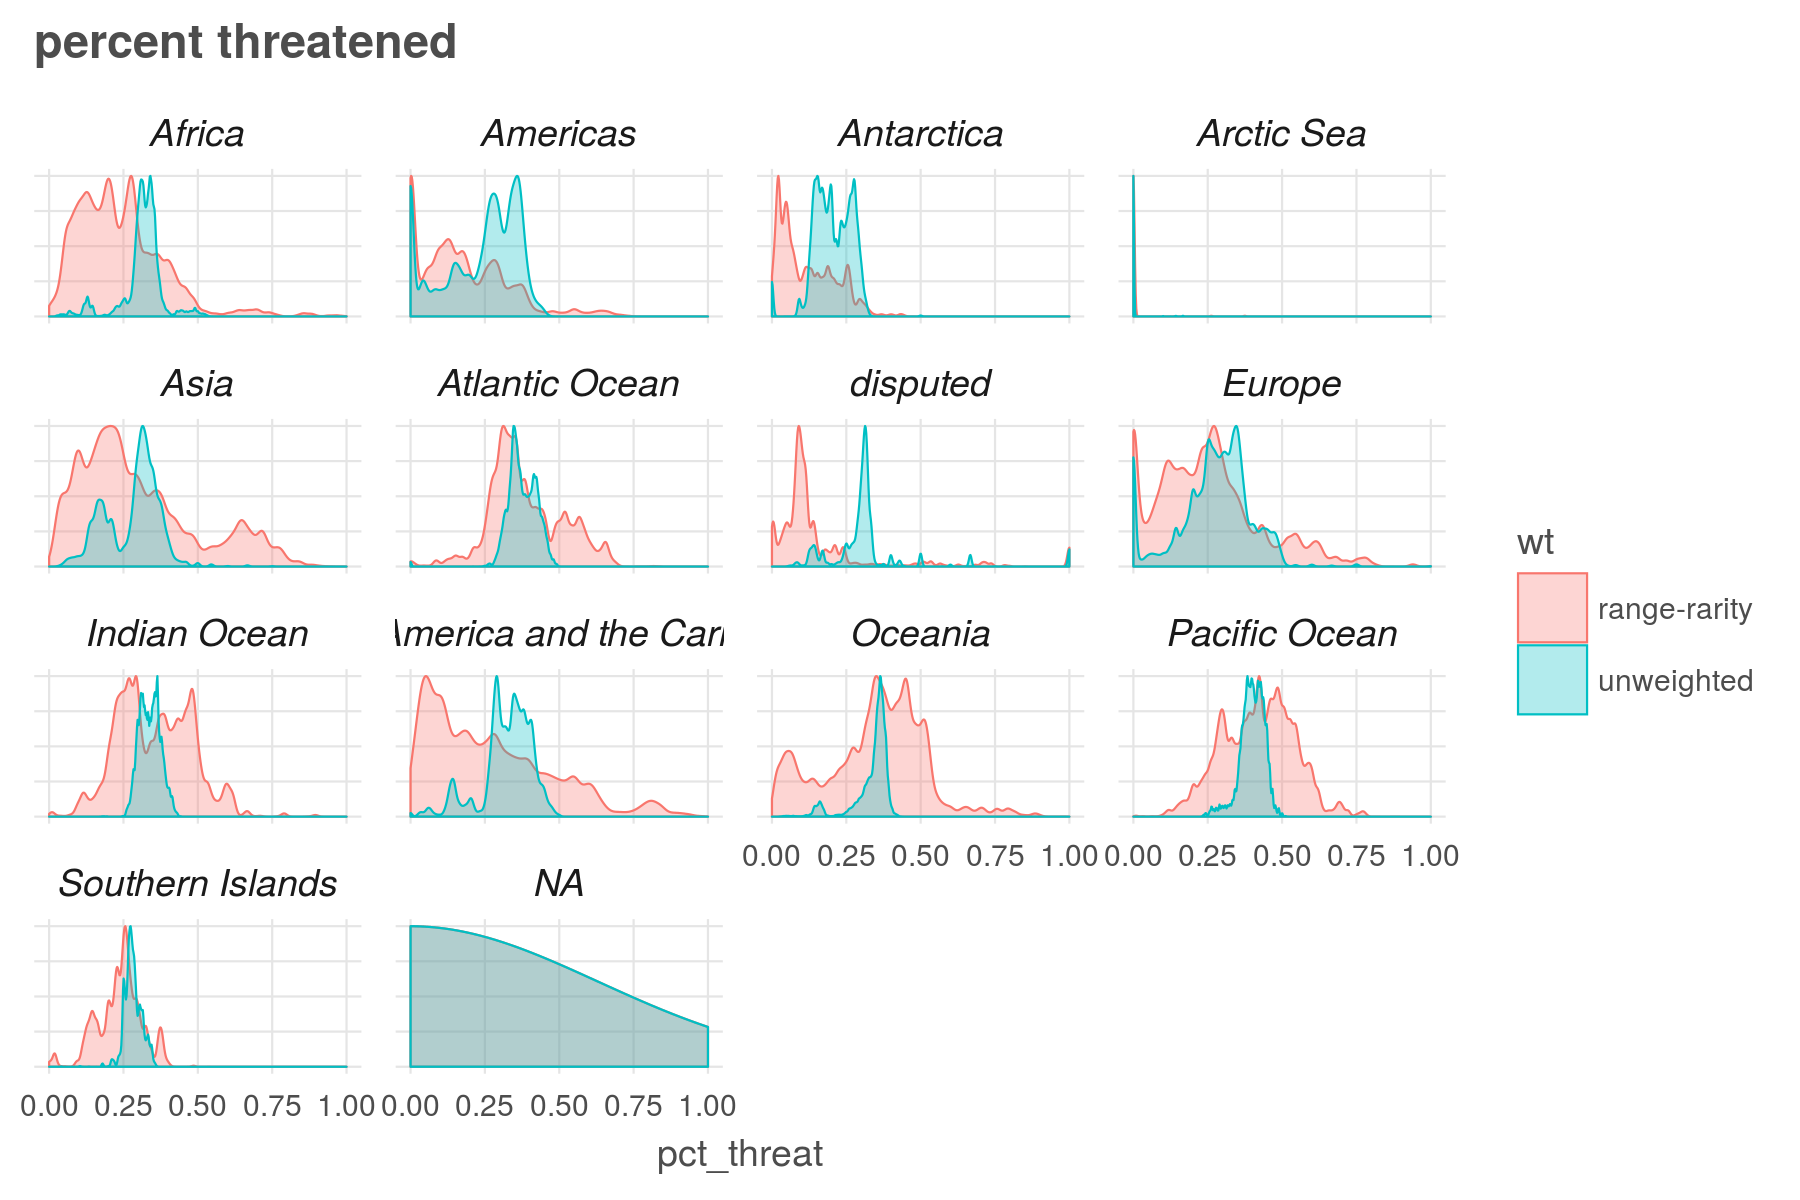 percent threatened
Africa Americas Antarctica Arctic Sea
Asia Atlantic Ocean disputed Europe
Indian Ocean America and the Car Oceania Pacific Ocean
0.00 0.25 0.50 0.75 1.00 0.00 0.25 0.50 0.75 1.00
Southern Islands NA
0.00 0.25 0.50 0.75 1.00 0.00 0.25 0.50 0.75 1.00
pct_threat
wt
range-rarity
unweighted